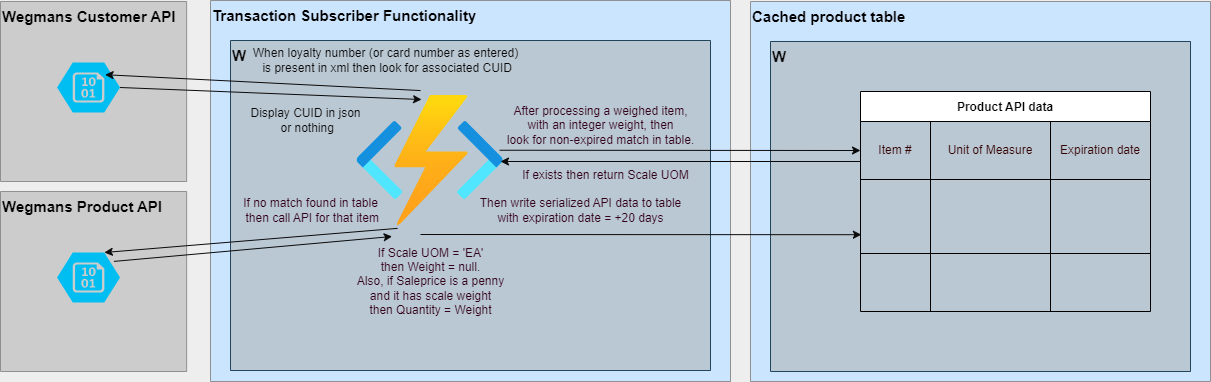 Wegmans Customer API
10
01
Wegmans Product API
10
01
Transaction Subscriber Functionality
W
When loyalty number (or card number as entered)
is present in xml then look for associated CUID
Display CUID in json
or nothing
After processing a weighed item,
with an integer weight, then
look for non-expired match in table.
If exists then return Scale UOM
If no match found in table
then call API for that item
Then write serialized API data to table
with expiration date = +20 days
If Scale UOM = 'EA'
then Weight = null.
Also, if Saleprice is a penny
and it has scale weight
then Quantity = Weight
Cached product table
W
Product API data
Item #
Unit of Measure
Expiration date